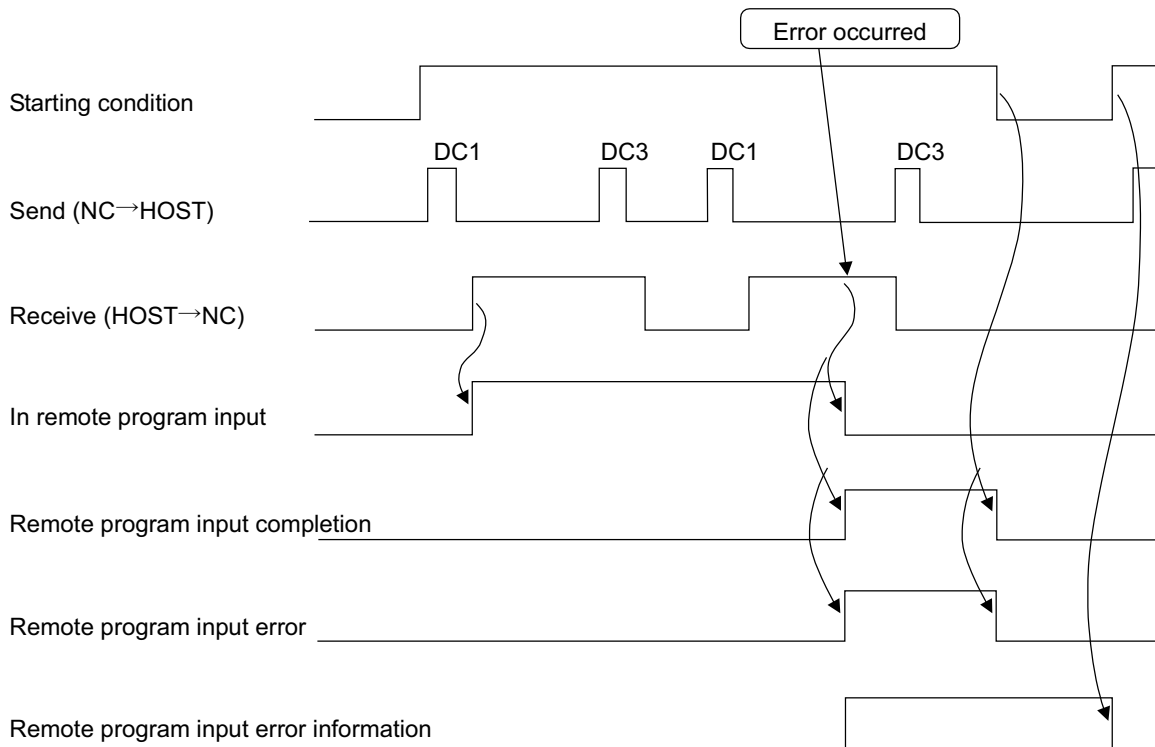 Error occurred
Starting condition
DC1 DC3 DC1 DC3
Send (NC→HOST)
Receive (HOST→NC)
In remote program input
Remote program input completion
Remote program input error
Remote program input error information